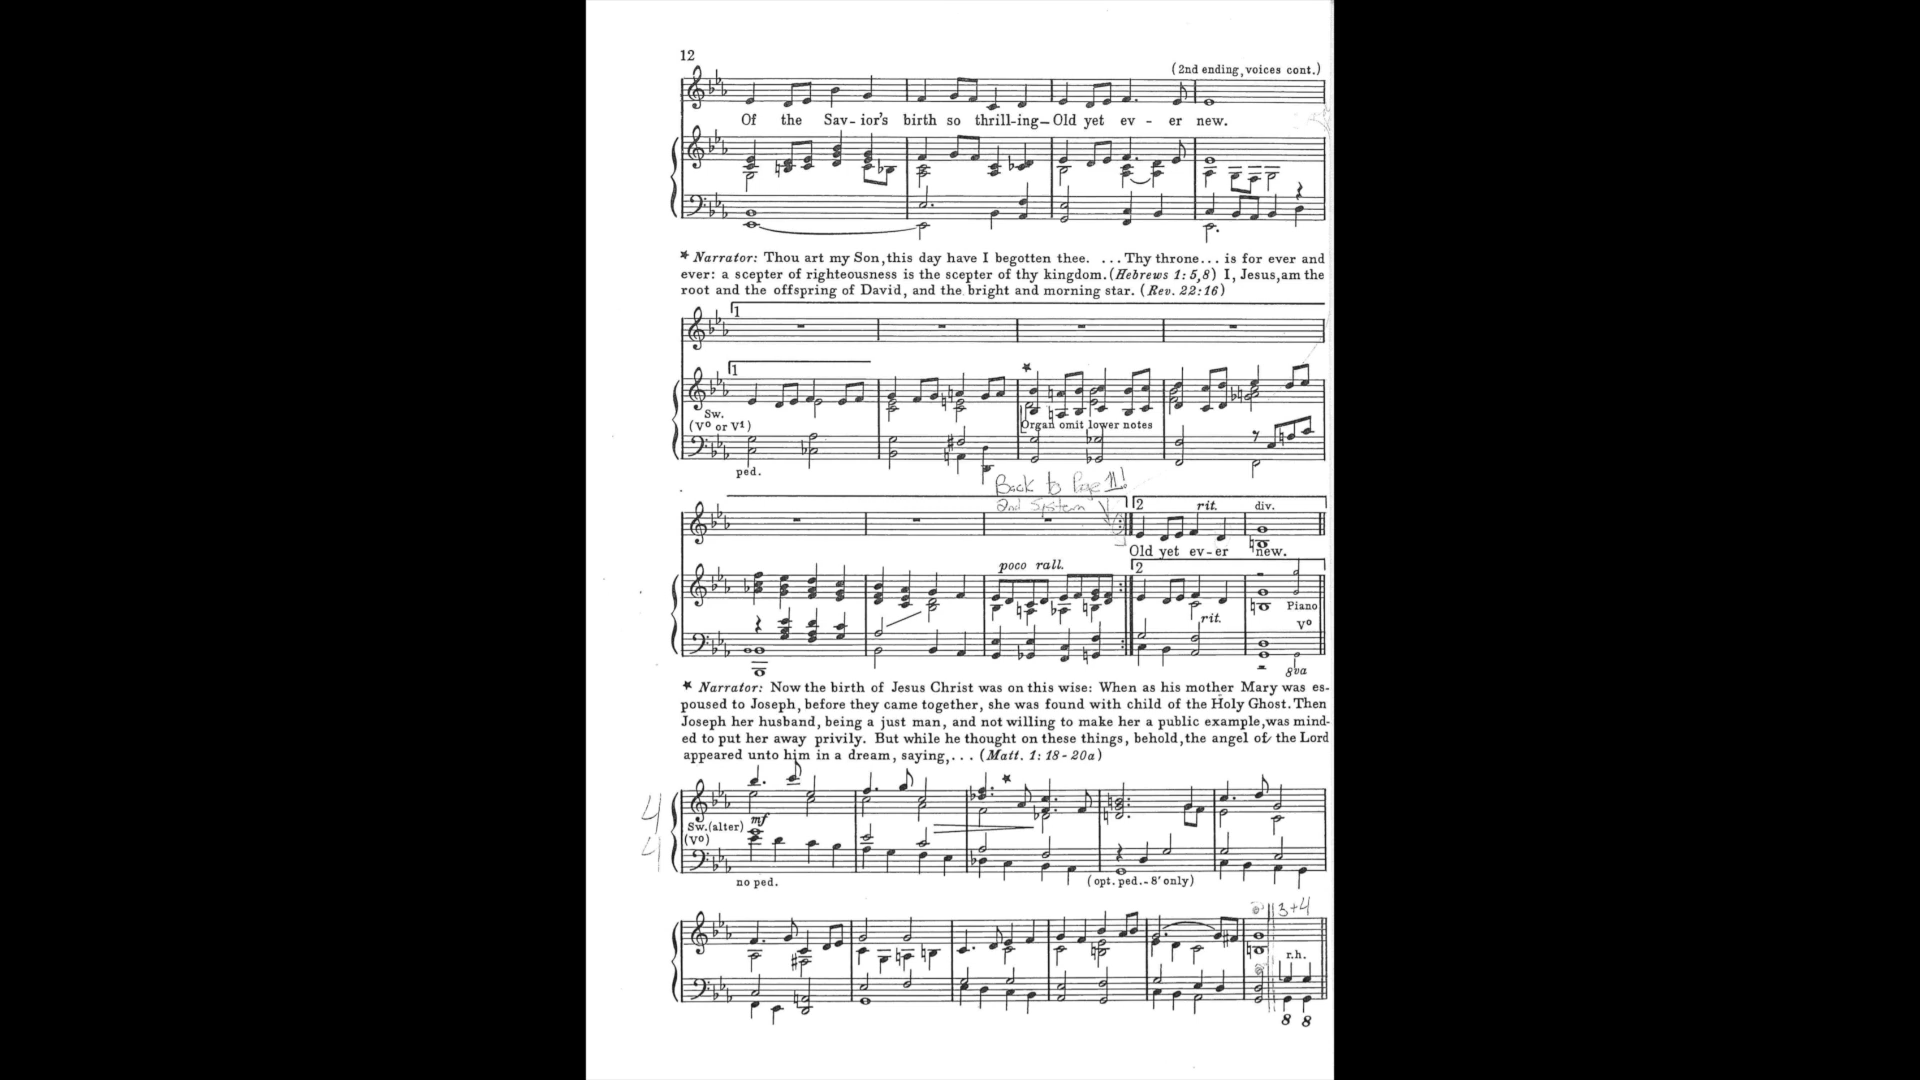 12
(2nd ending, voices cont.)
Of the Sav-ior's birth so thrill-ing—Old yet ev - er new.
* Narrator: Thou art my Son, this day have I begotten thee. ...Thy throne... is for ever and
ever: a scepter of righteousness is the scepter of thy kingdom. (Hebrews 1: 5,8) I, Jesus, am the
root and the offspring of David, and the bright and morning star. (Rev. 22:16)
1
1
*
Sw.
(V⁰ or V¹)
Organ omit lower notes
ped.
Back to Page 11!
2nd System
2 rit. div.
Old yet ev-er new.
poco rall. 2
rit. Piano
V⁰
8va
* Narrator: Now the birth of Jesus Christ was on this wise: When as his mother Mary was es-
poused to Joseph, before they came together, she was found with child of the Holy Ghost. Then
Joseph her husband, being a just man, and not willing to make her a public example, was mind-
ed to put her away privily. But while he thought on these things, behold, the angel of the Lord
appeared unto him in a dream, saying,... (Matt. 1: 18 - 20a)
*
4
4
mf
Sw.(alter)
(V⁰)
no ped. (opt. ped. - 8' only)
3+4
r.h.
8 8